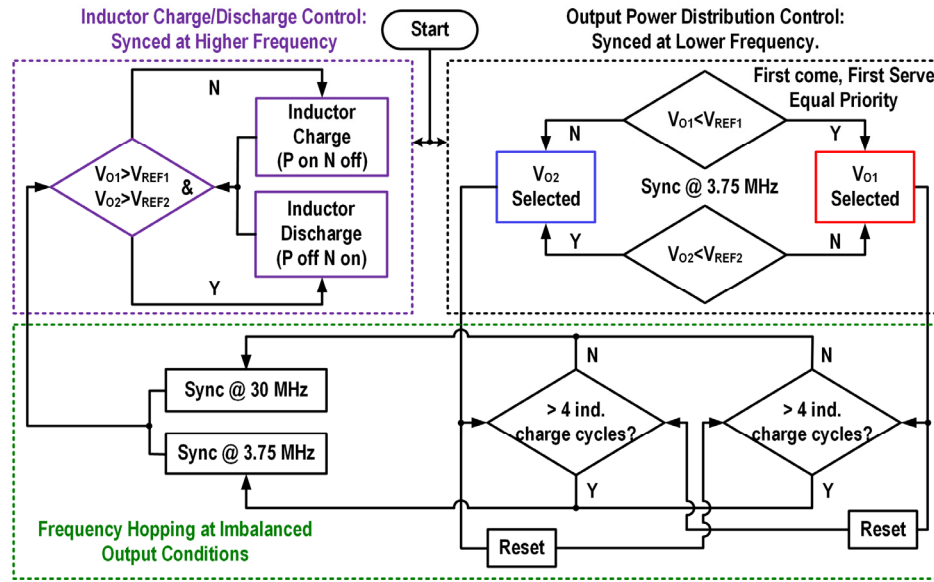 Inductor Charge/Discharge Control:
Synced at Higher Frequency
Start
Output Power Distribution Control:
Synced at Lower Frequency.
N
Inductor
Charge
(P on N off)
VO1>VREF1
VO2>VREF2
&
Inductor
Discharge
(P off N on)
Y
First come, First Serve
Equal Priority
VO1<VREF1
N
Y
VO2
Selected
Sync @ 3.75 MHz
VO1
Selected
Y
N
VO2<VREF2
N
N
Sync @ 30 MHz
> 4 ind.
charge cycles?
> 4 ind.
charge cycles?
Sync @ 3.75 MHz
Y
Y
Frequency Hopping at Imbalanced
Output Conditions
Reset
Reset